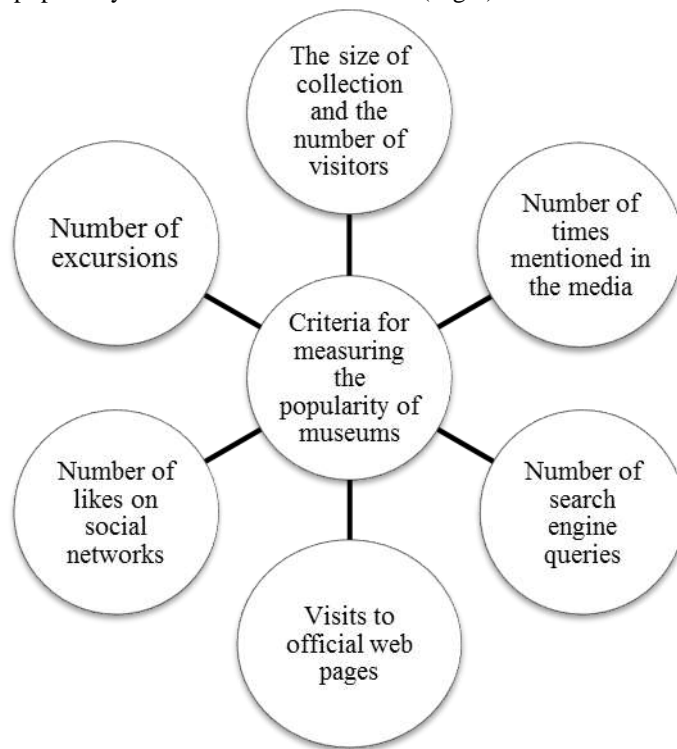 The size of
collection
and the
number of
visitors
Number of
excursions
Number of
times
mentioned in
the media
Criteria for
measuring
the
popularity of
museums
Number of
likes on
social
networks
Number of
search
engine
queries
Visits to
official web
pages